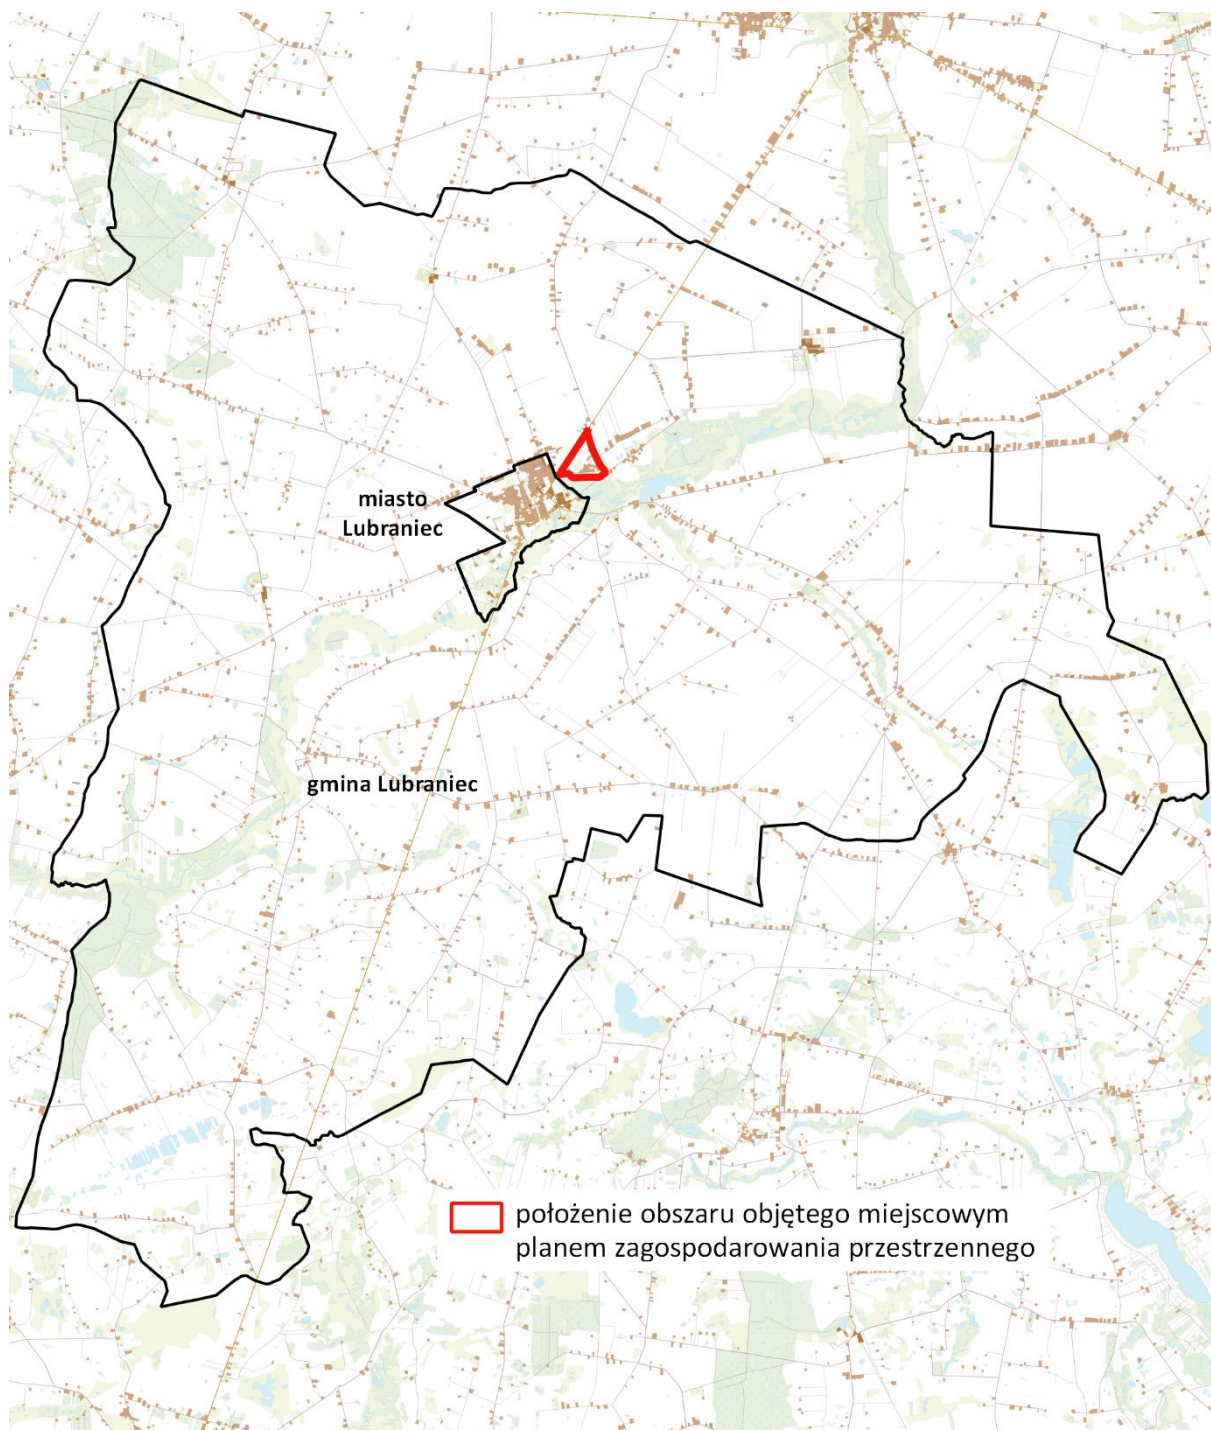 miasto
Lubraniec
gmina Lubraniec
położenie obszaru objętego miejscowym
planem zagospodarowania przestrzennego